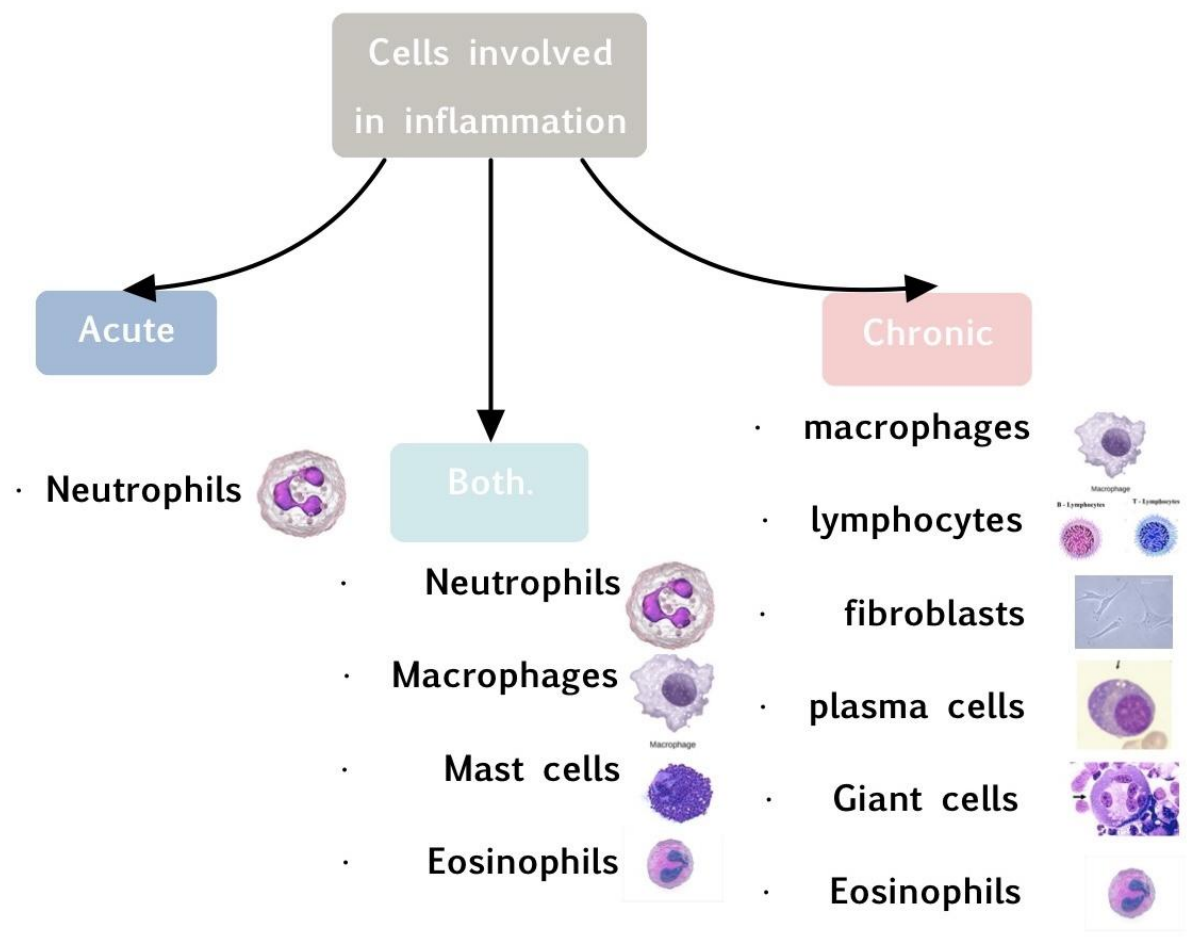 Cells involved
in inflammation
Acute
· Neutrophils
Both.
· Neutrophils
· Macrophages
Macrophage
· Mast cells
· Eosinophils
Chronic
· macrophages
Macrophage
· lymphocytes
B - Lymphocytes
T - Lymphocytes
· fibroblasts
· plasma cells
· Giant cells
· Eosinophils